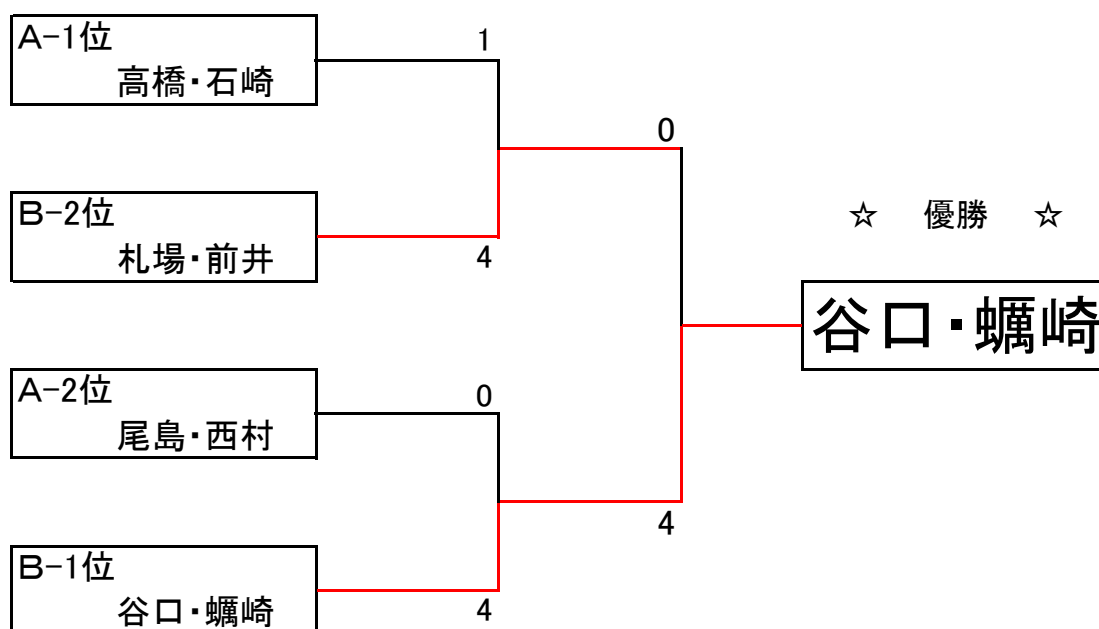 A-1位
高橋・石崎
1
B-2位
札場・前井
4
0
☆ 優勝 ☆
谷口・蠣崎
A-2位
尾島・西村
0
B-1位
谷口・蠣崎
4
4